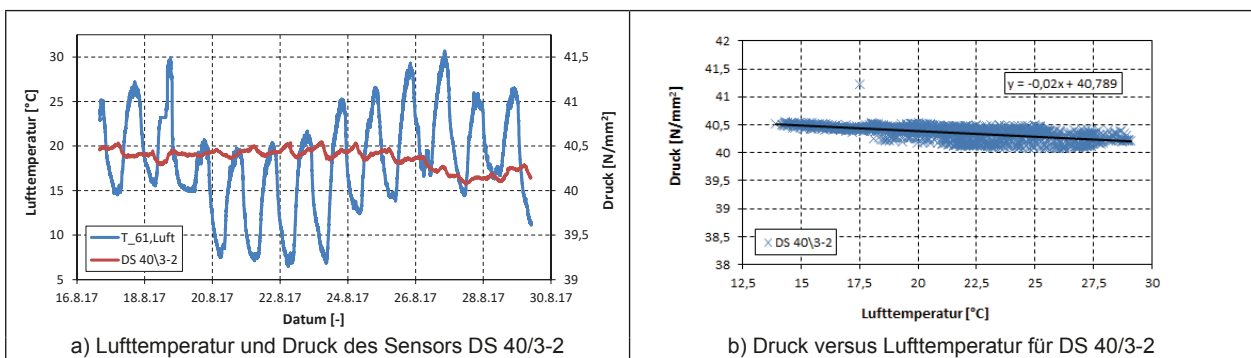 30
25
20
15
10
5
Lufttemperatur [°C]
41,5
41
40,5
40
39,5
39
Druck [N/mm²]
T_61,Luft
DS 40\3-2
16.8.17 18.8.17 20.8.17 22.8.17 24.8.17 26.8.17 28.8.17 30.8.17
Datum [-]
a) Lufttemperatur und Druck des Sensors DS 40/3-2
42
41,5
41
40,5
40
39,5
39
38,5
38
Druck [N/mm²]
y = -0,02x + 40,789
DS 40\3-2
12,5 15 17,5 20 22,5 25 27,5 30
Lufttemperatur [°C]
b) Druck versus Lufttemperatur für DS 40/3-2